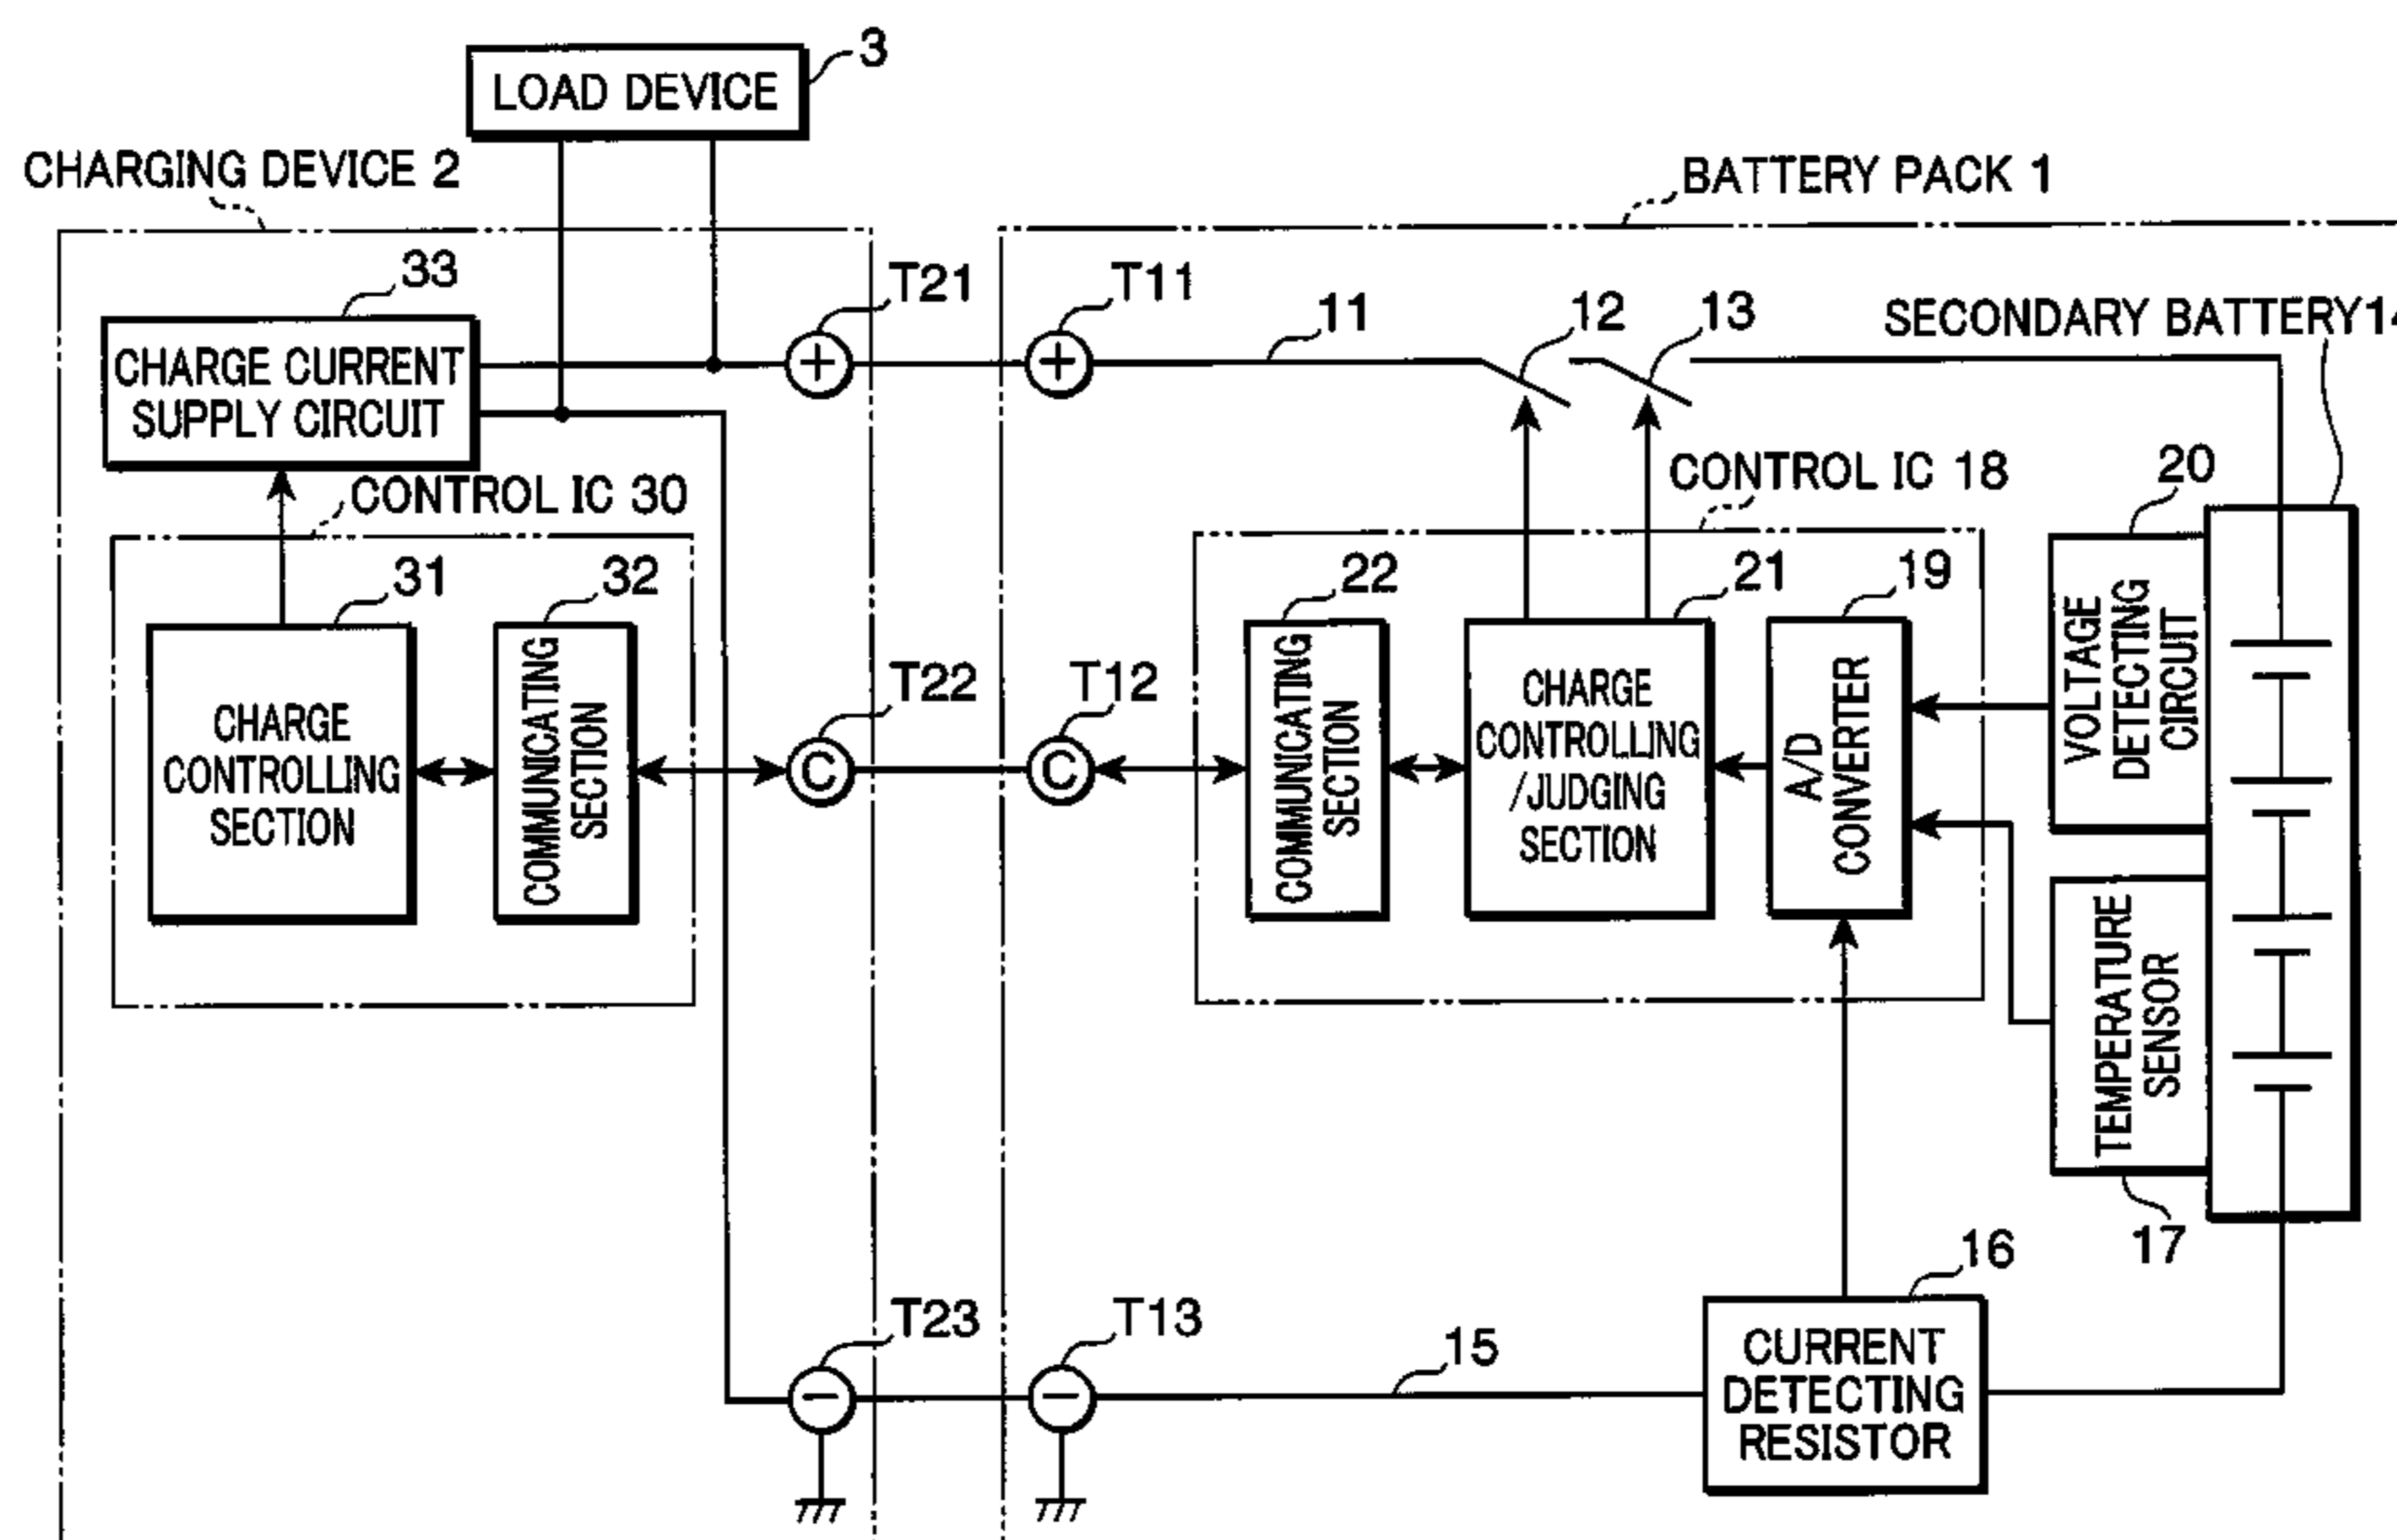 3
LOAD DEVICE
CHARGING DEVICE 2
BATTERY PACK 1
33
T21
T11
11
12
13
SECONDARY BATTERY14
CHARGE CURRENT
SUPPLY CIRCUIT
+
+
CONTROL IC 30
CONTROL IC 18
20
31
32
22
21
19
VOLTAGE
DETECTING
CIRCUIT
T22
T12
CHARGE
CONTROLLING
SECTION
COMMUNICATING
SECTION
C
C
COMMUNICATING
SECTION
CHARGE
CONTROLLING
/JUDGING
SECTION
A/D
CONVERTER
TEMPERATURE
SENSOR
17
16
T23
T13
15
−
−
CURRENT
DETECTING
RESISTOR